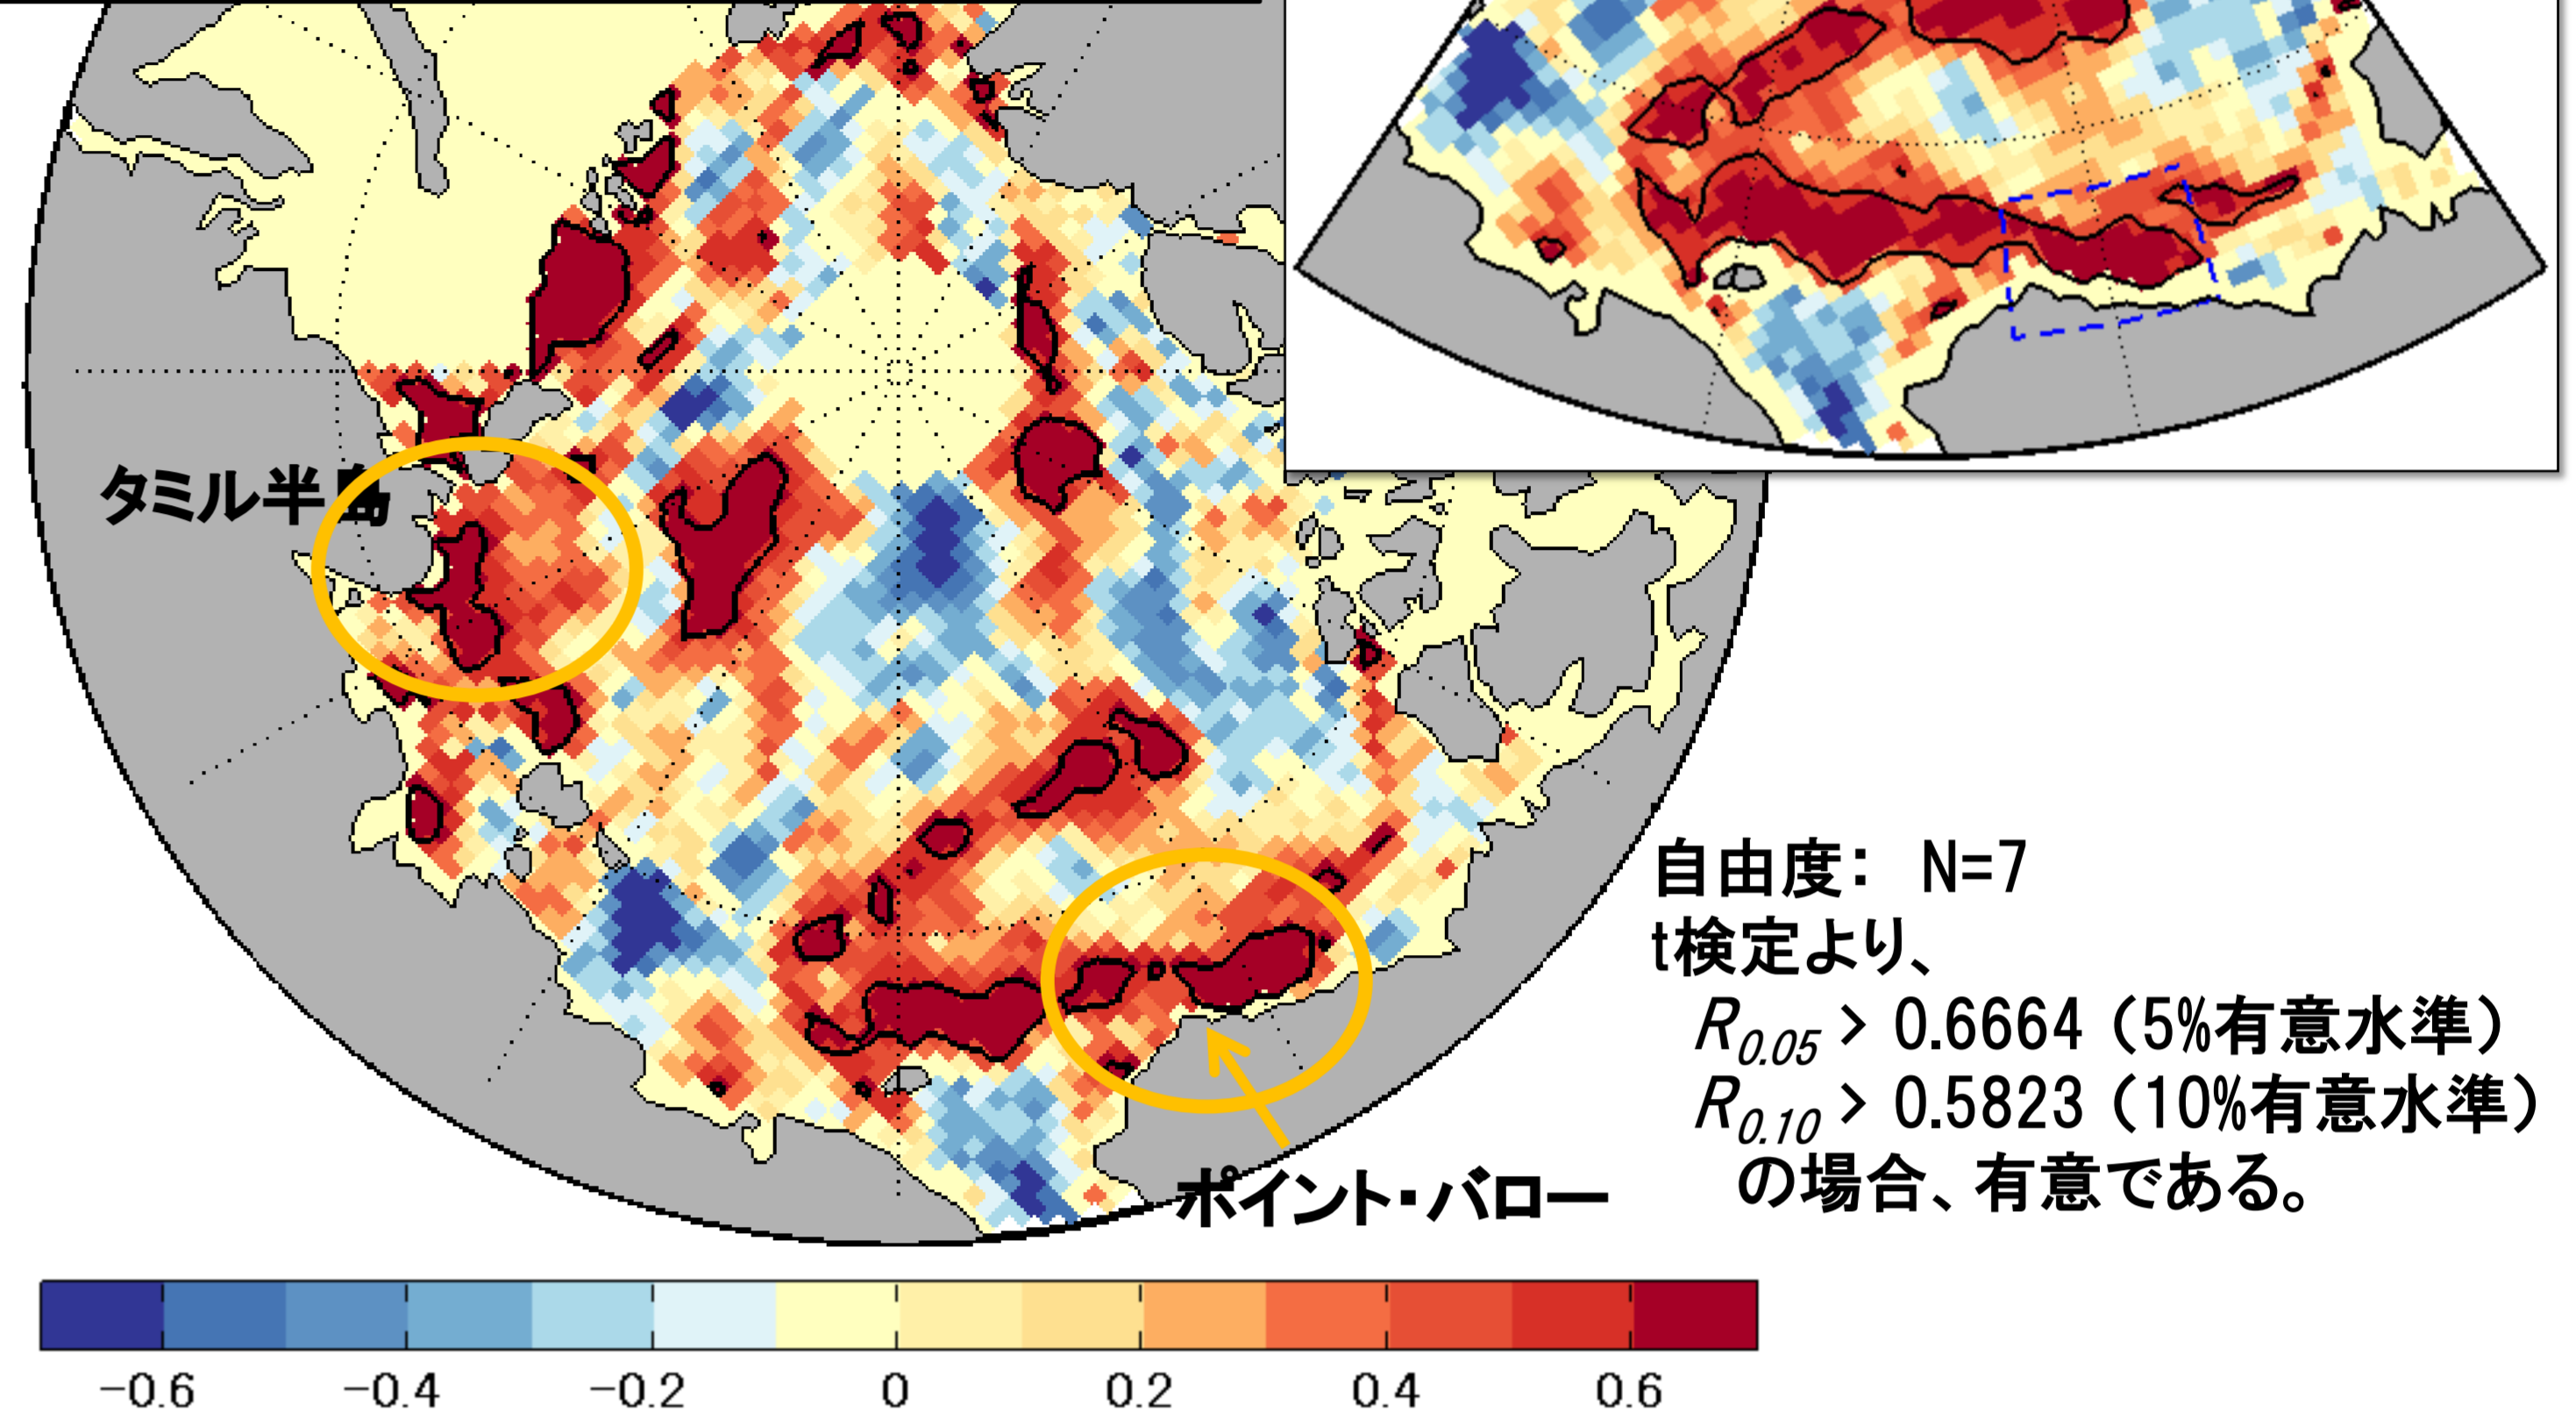 タミル半島
自由度： N=7
t検定より、
R0.05 > 0.6664（5%有意水準）
R0.10 > 0.5823（10%有意水準）
の場合、有意である。
ポイント・バロー
−0.6 −0.4 −0.2 0 0.2 0.4 0.6